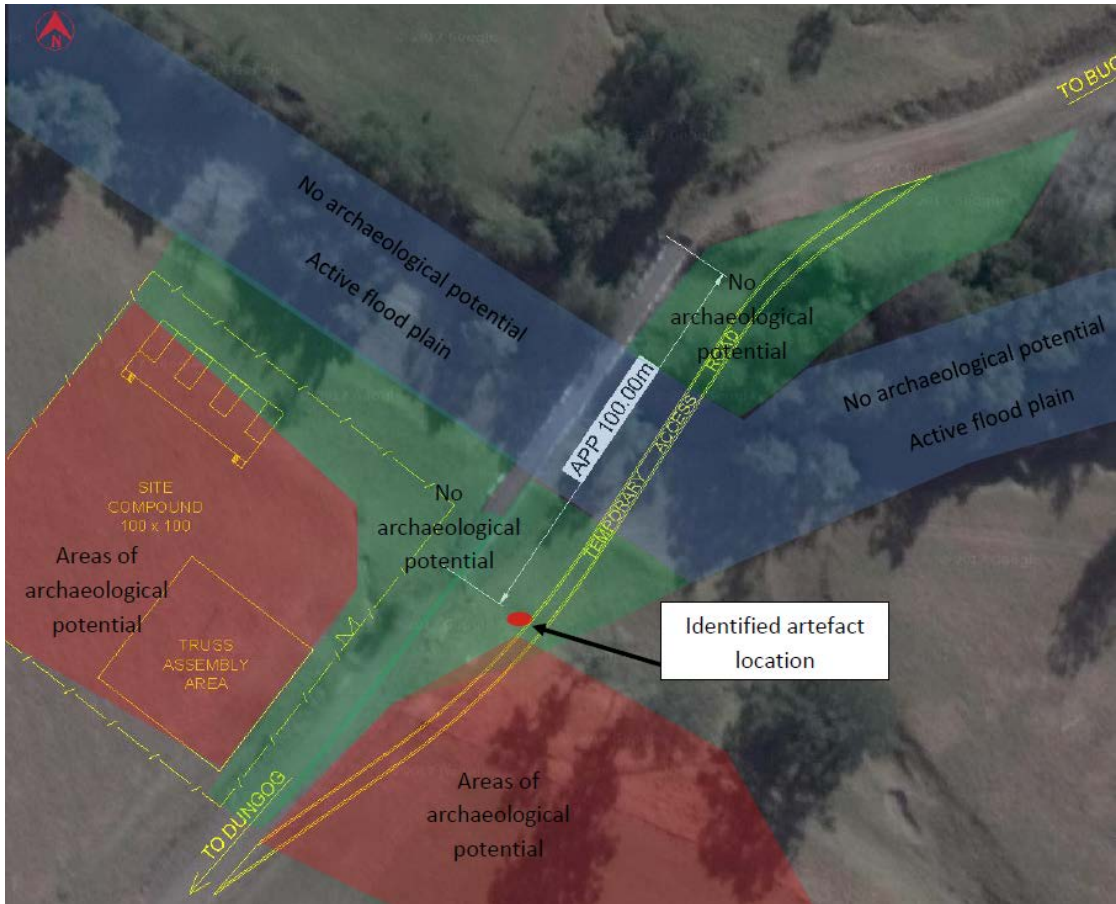 N
TO BUC
No archaeological potential
Active flood plain
No
archaeological
potential
TEMPORARY ACCESS ROAD
APP 100.00m
No archaeological potential
Active flood plain
SITE
COMPOUND
100 x 100
Areas of
archaeological
potential
No
archaeological
potential
TRUSS
ASSEMBLY
AREA
Identified artefact
location
Areas of
archaeological
potential
TO DUNGOG